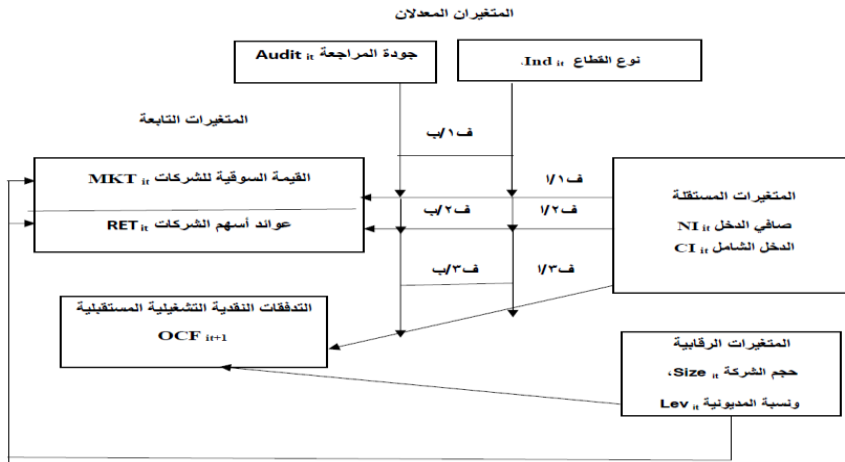 المتغيران المعدلان
نوع القطاع Ind it،
جودة المراجعة Audit it
المتغيرات التابعة
ف١/ب
القيمة السوقية للشركات MKT it
عوائد أسهم الشركات RET it
ف١/ا
ف٢/ا
ف٢/ب
ف٣/ا
ف٣/ب
المتغيرات المستقلة
صافي الدخل NI it
الدخل الشامل CI it
التدفقات النقدية التشغيلية المستقبلية
OCF it+1
المتغيرات الرقابية
حجم الشركة Size it،
ونسبة المديونية Lev it